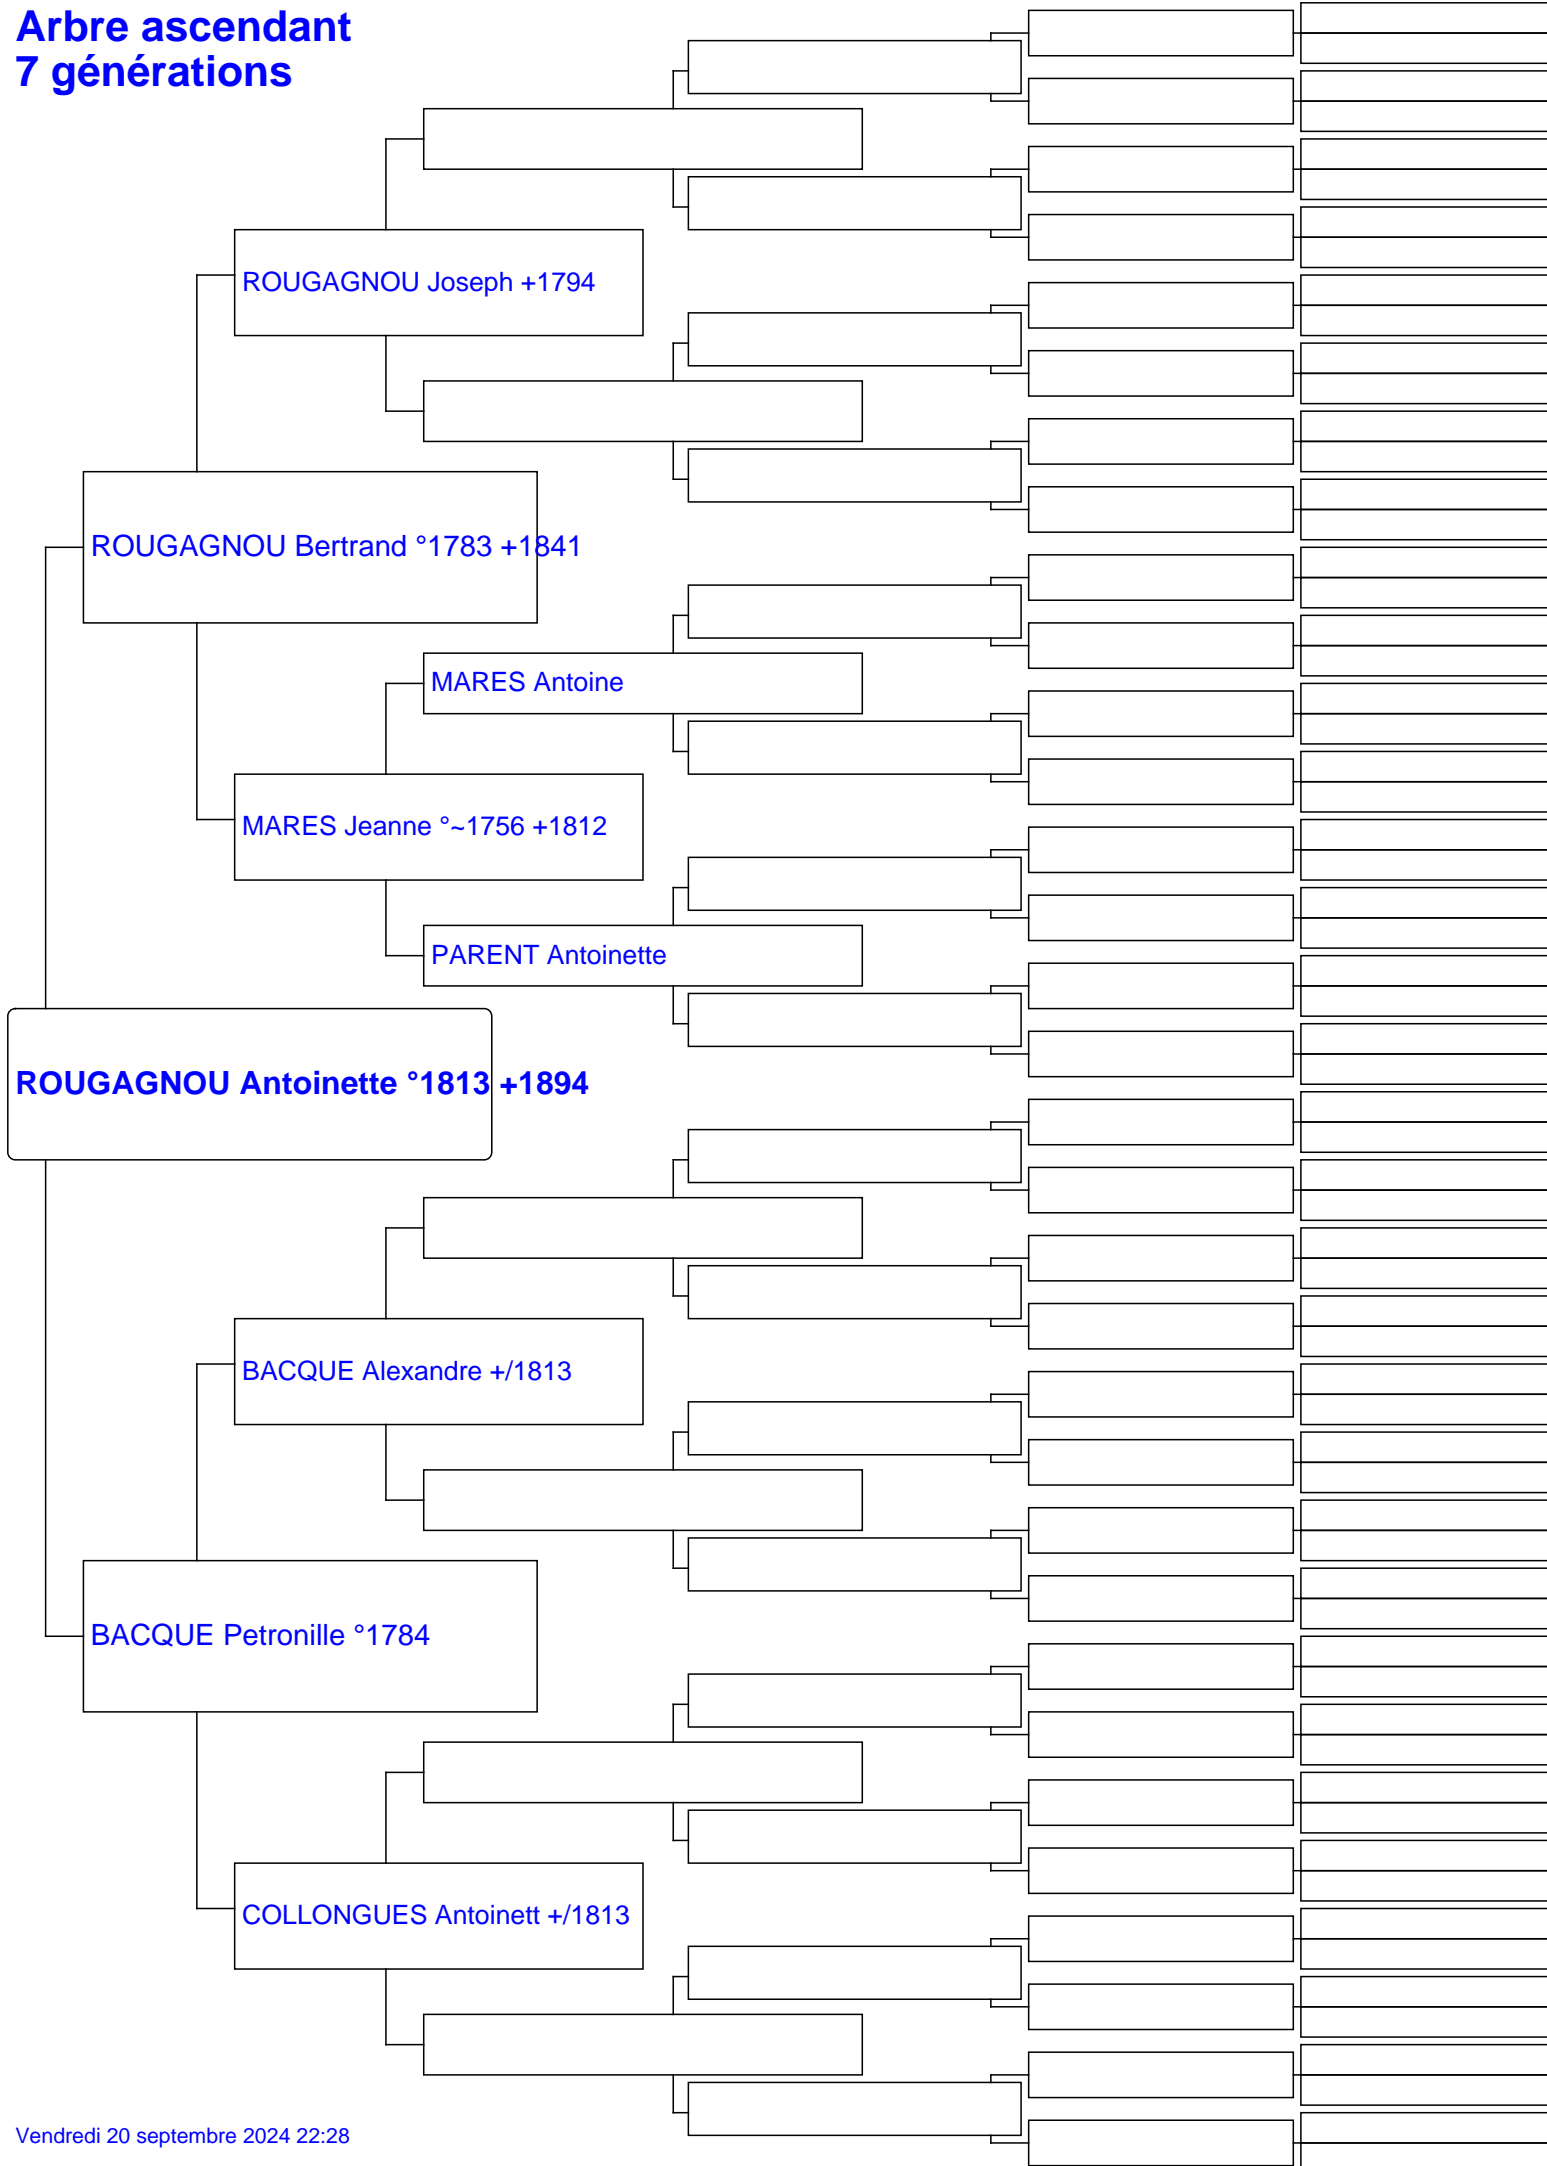 Arbre ascendant
7 générations
ROUGAGNOU Joseph +1794
ROUGAGNOU Bertrand °1783 +1841
MARES Antoine
MARES Jeanne °~1756 +1812
PARENT Antoinette
ROUGAGNOU Antoinette °1813 +1894
BACQUE Alexandre +/1813
BACQUE Petronille °1784
COLLONGUES Antoinett +/1813
Vendredi 20 septembre 2024 22:28